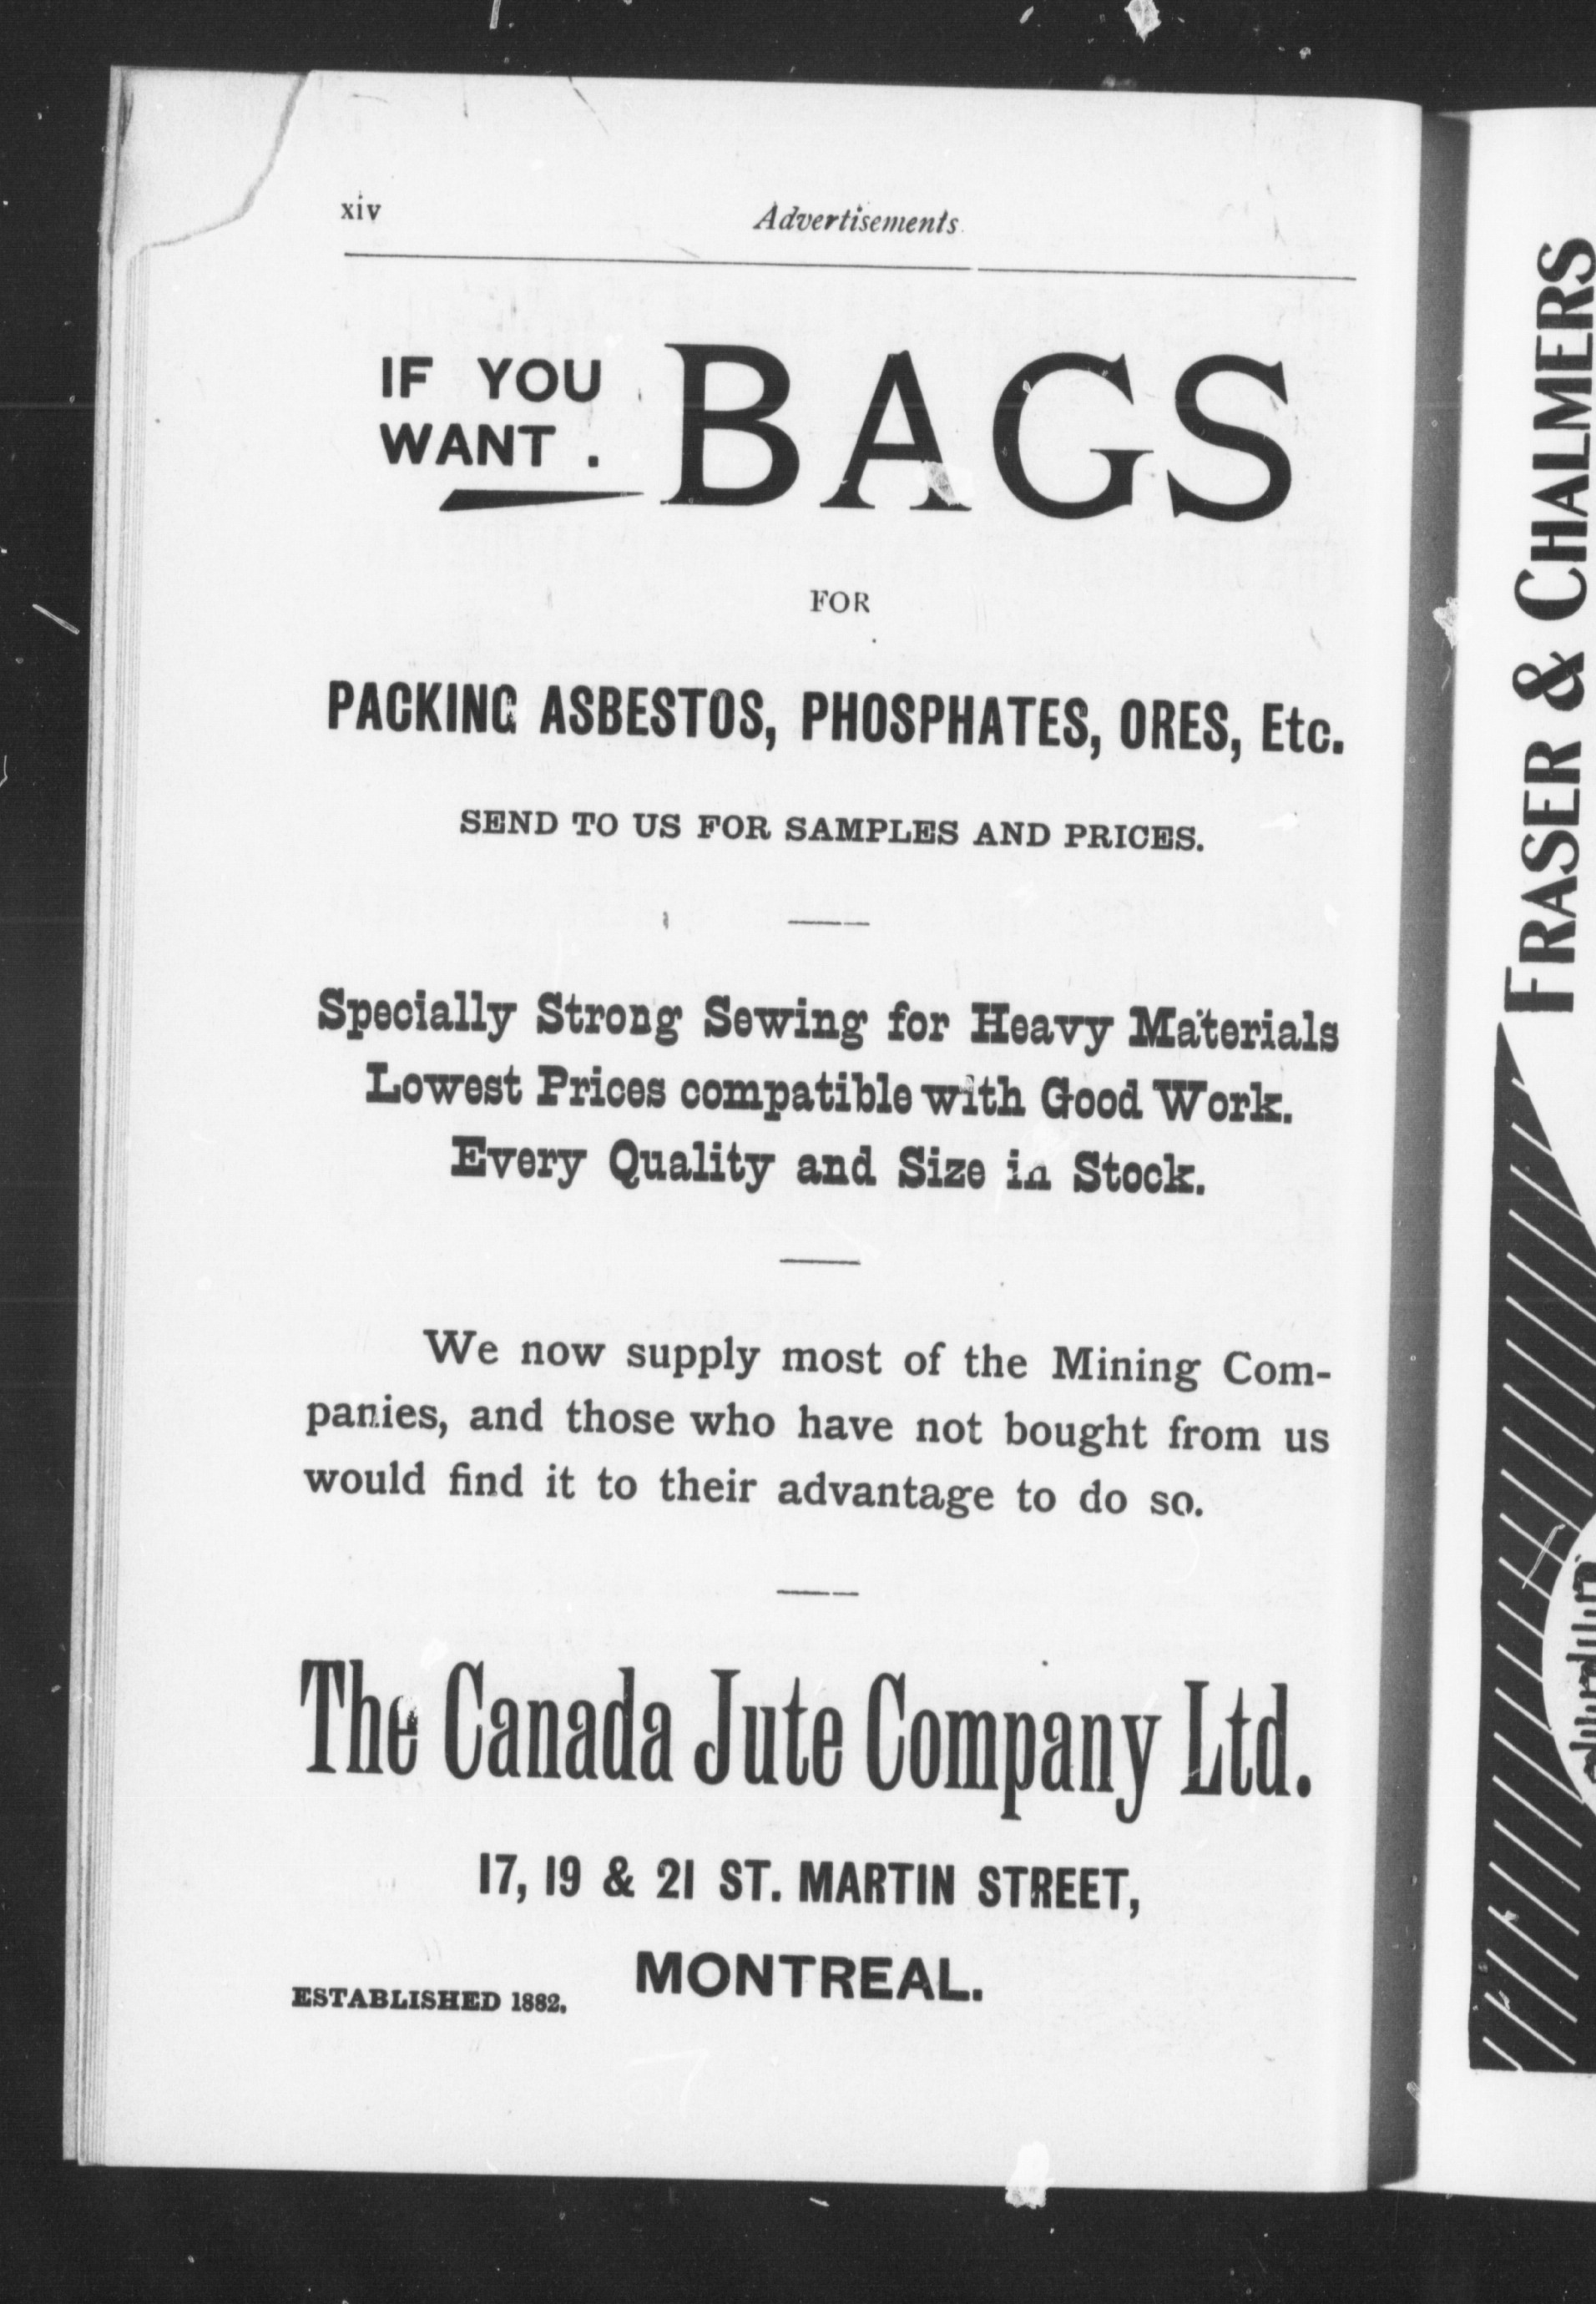 xiv
Advertisements
IF YOU
WANT .
BAGS
FOR
PACKING ASBESTOS, PHOSPHATES, ORES, Etc.
SEND TO US FOR SAMPLES AND PRICES.
Specially Strong Sewing for Heavy Materials
Lowest Prices compatible with Good Work.
Every Quality and Size in Stock.
We now supply most of the Mining Com-
panies, and those who have not bought from us
would find it to their advantage to do so.
The Canada Jute Company Ltd.
17, 19 & 21 ST. MARTIN STREET,
MONTREAL.
ESTABLISHED 1882.
FRASER & CHALMERS